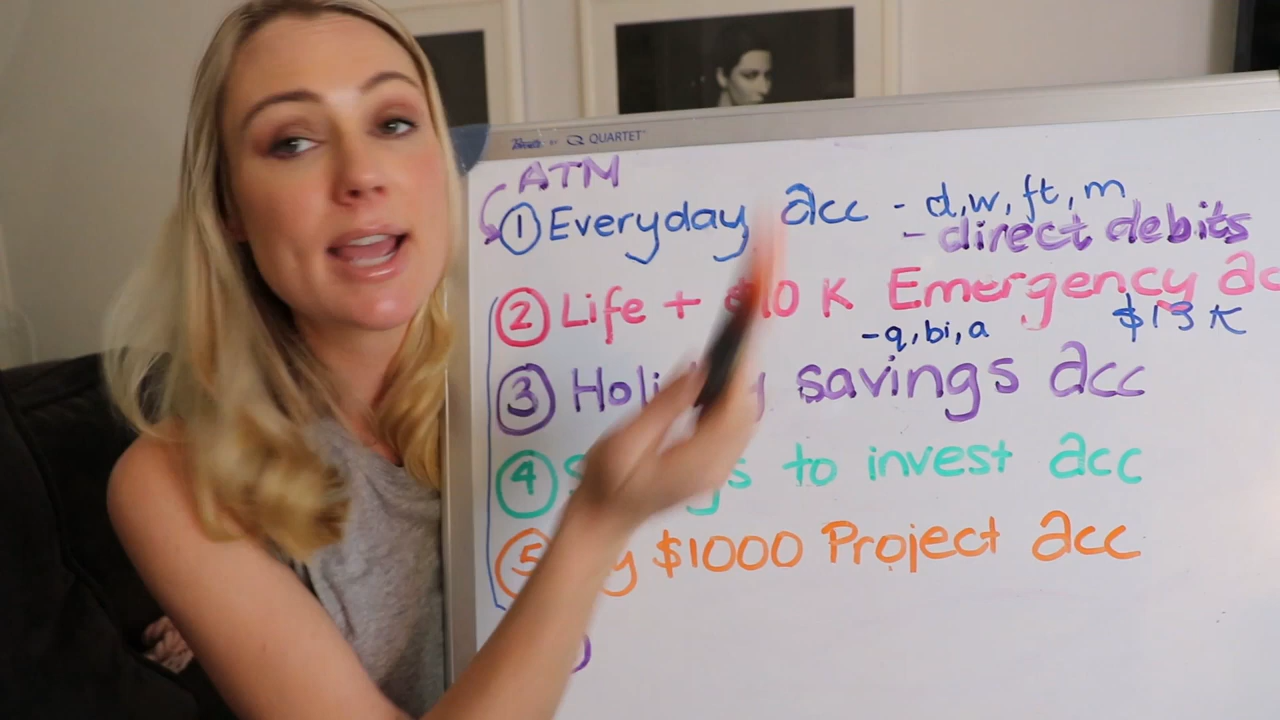 QUARTET
ATM
① Everyday acc - d, w, ft, m
- direct debits
② Life + $10 K Emergency ac
- q, bi, a $13 K
③ savings acc
④ to invest acc
⑤ $1000 Project acc